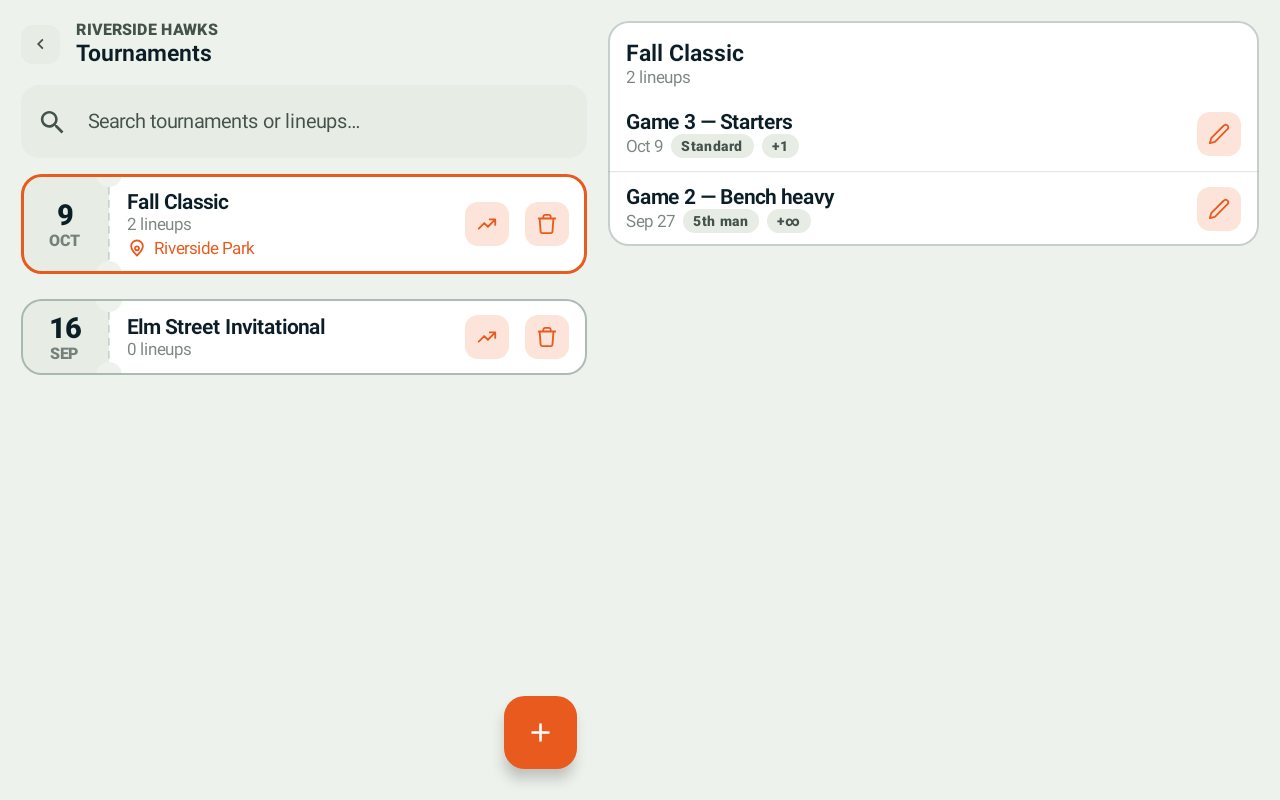 RIVERSIDE HAWKS
Tournaments
Search tournaments or lineups…
9
OCT
Fall Classic
2 lineups
Riverside Park
16
SEP
Elm Street Invitational
0 lineups
Fall Classic
2 lineups
Game 3 — Starters
Oct 9 Standard +1
Game 2 — Bench heavy
Sep 27 5th man +∞